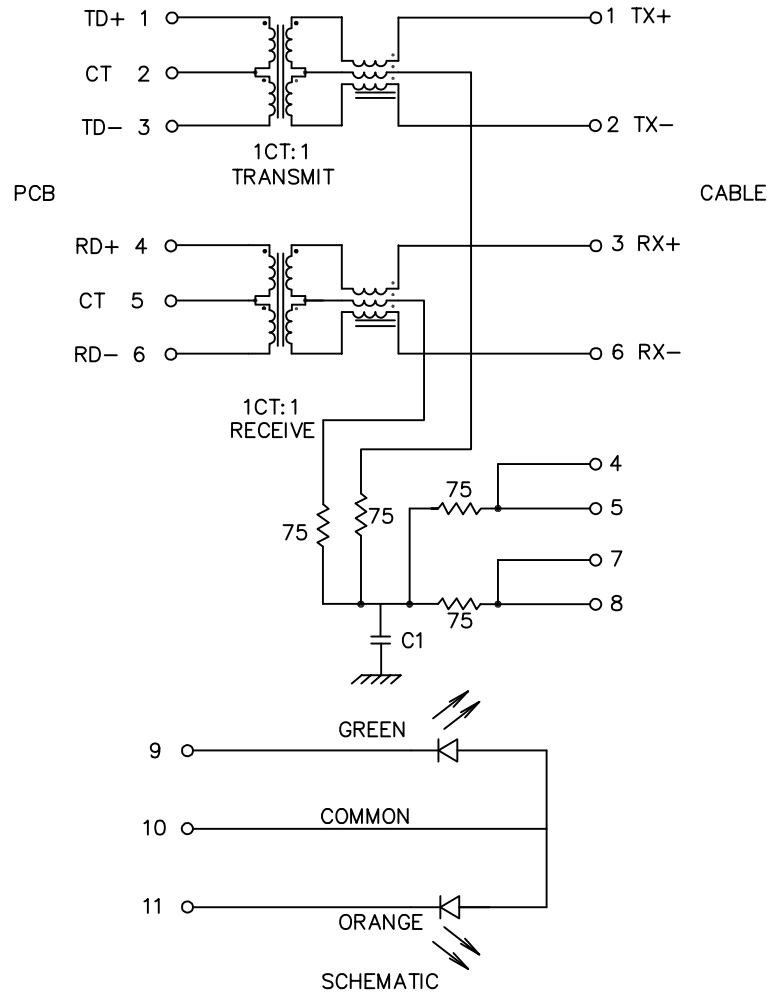 TD+ 1
1 TX+
CT 2
TD- 3
2 TX-
1CT:1
TRANSMIT
PCB
CABLE
RD+ 4
3 RX+
CT 5
RD- 6
6 RX-
1CT:1
RECEIVE
4
75
5
75
75
7
8
75
C1
GREEN
9
COMMON
10
11
ORANGE
SCHEMATIC